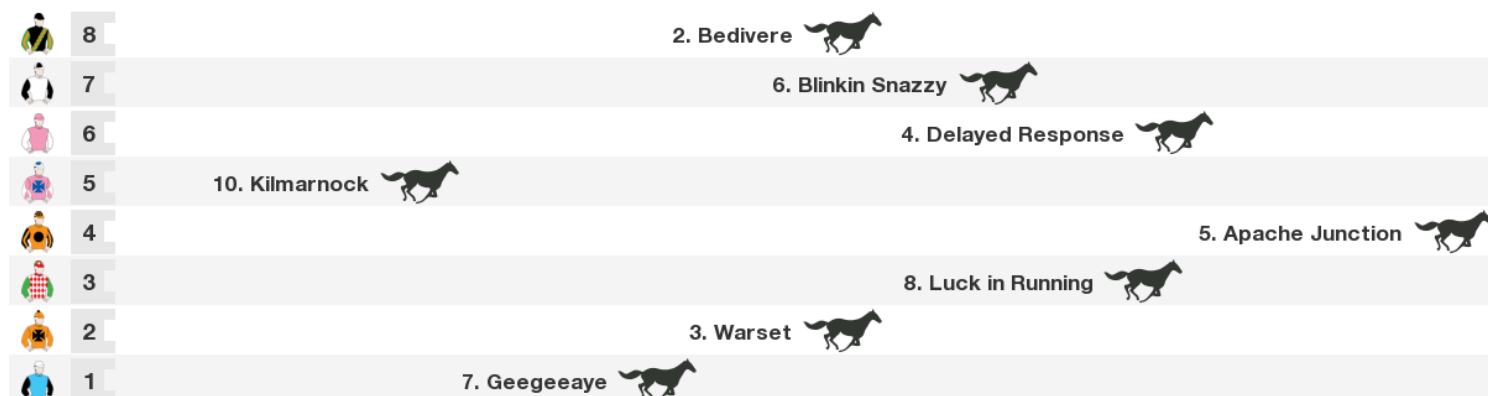 8 2. Bedivere
7 6. Blinkin Snazzy
6 4. Delayed Response
5 10. Kilmarnock
4 5. Apache Junction
3 8. Luck in Running
2 3. Warset
1 7. Geegeeaye